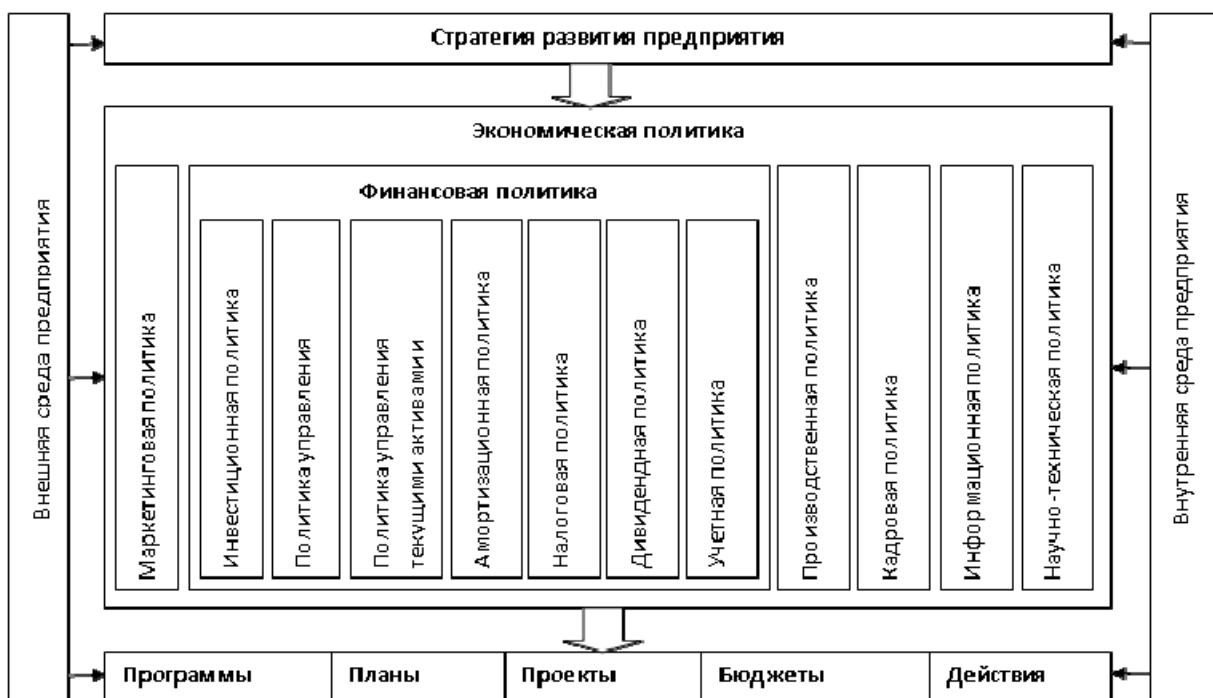 Стратегия развития предприятия
Экономическая политика
Финансовая политика
Внешняя среда предприятия
Маркетинговая политика
Инвестиционная политика
Политика управления
Политика управления
текущими активами и
Амортизационная политика
Налоговая политика
Дивидендная политика
Учетная политика
Производственная политика
Кадровая политика
Информационная политика
Научно-техническая политика
Внутренняя среда предприятия
Программы
Планы
Проекты
Бюджеты
Действия